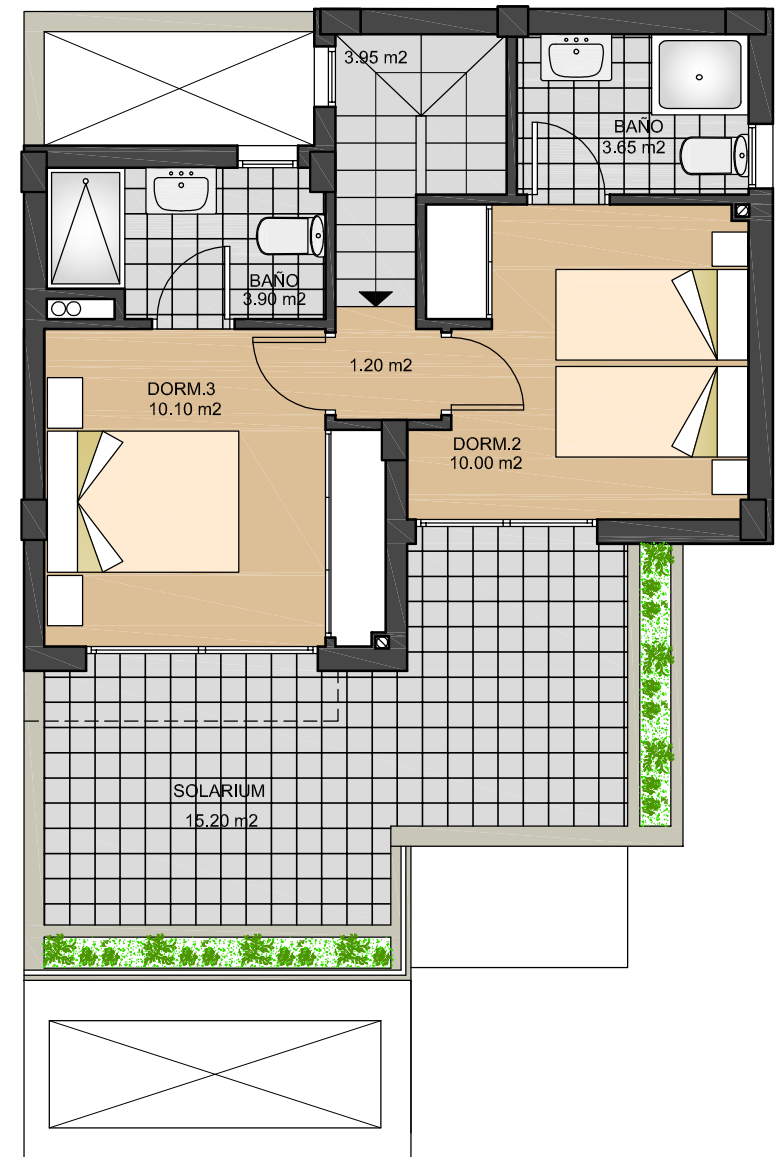 3.95 m2
BAÑO
3.65 m2
BAÑO
3.90 m2
1.20 m2
DORM.3
10.10 m2
DORM.2
10.00 m2
SOLARIUM
15.20 m2